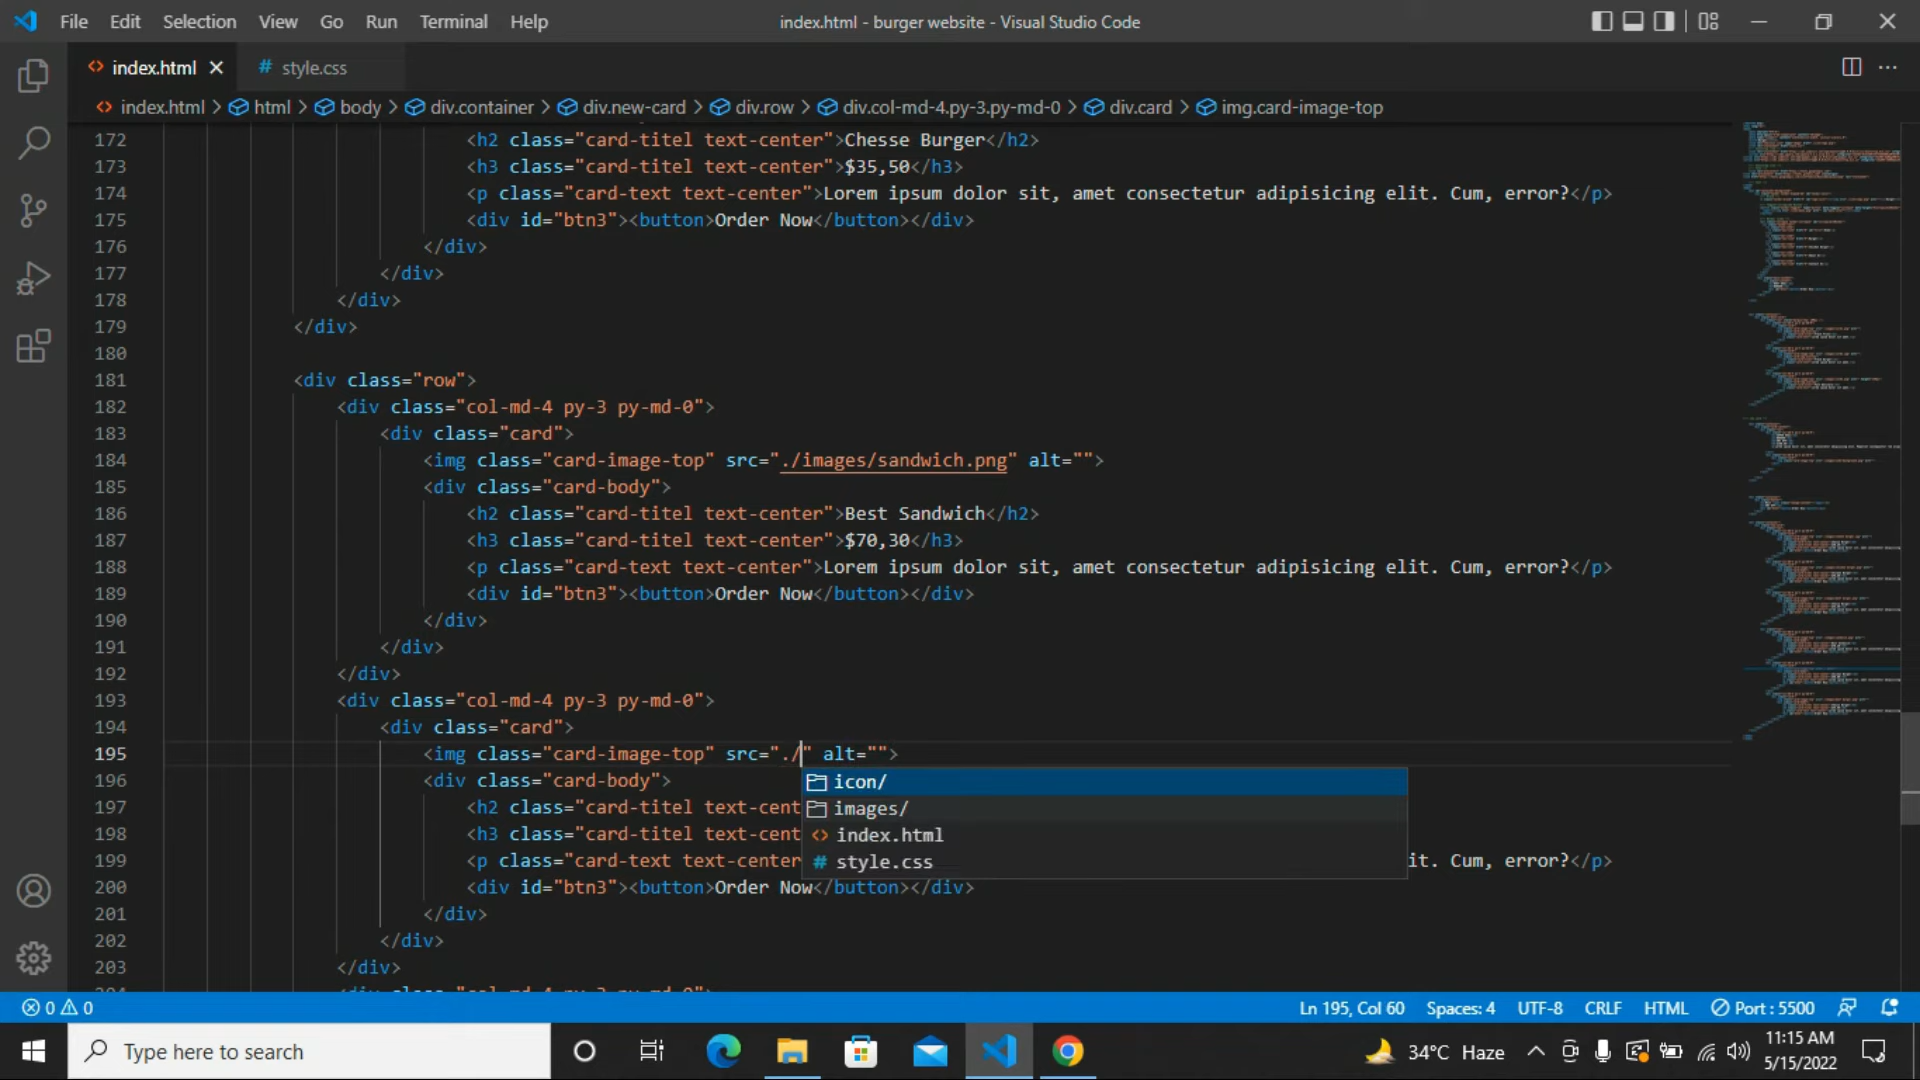 File Edit Selection View Go Run Terminal Help
index.html - burger website - Visual Studio Code
index.html
# style.css
index.html > html > body > div.container > div.new-card > div.row > div.col-md-4.py-3.py-md-0 > div.card > img.card-image-top
172 <h2 class="card-titel text-center">Chesse Burger</h2>
173 <h3 class="card-titel text-center">$35,50</h3>
174 <p class="card-text text-center">Lorem ipsum dolor sit, amet consectetur adipisicing elit. Cum, error?</p>
175 <div id="btn3"><button>Order Now</button></div>
176 </div>
177 </div>
178 </div>
179 </div>
180
181 <div class="row">
182 <div class="col-md-4 py-3 py-md-0">
183 <div class="card">
184 <img class="card-image-top" src="./images/sandwich.png" alt="">
185 <div class="card-body">
186 <h2 class="card-titel text-center">Best Sandwich</h2>
187 <h3 class="card-titel text-center">$70,30</h3>
188 <p class="card-text text-center">Lorem ipsum dolor sit, amet consectetur adipisicing elit. Cum, error?</p>
189 <div id="btn3"><button>Order Now</button></div>
190 </div>
191 </div>
192 </div>
193 <div class="col-md-4 py-3 py-md-0">
194 <div class="card">
195 <img class="card-image-top" src="./" alt="">
196 <div class="card-body">
icon/
197 <h2 class="card-titel text-cent
images/
198 <h3 class="card-titel text-cent
index.html
199 <p class="card-text text-center
# style.css
it. Cum, error?</p>
200 <div id="btn3"><button>Order Now</button></div>
201 </div>
202 </div>
203 </div>
0 0
Ln 195, Col 60 Spaces: 4 UTF-8 CRLF HTML Port : 5500
Type here to search
34°C Haze
11:15 AM
5/15/2022